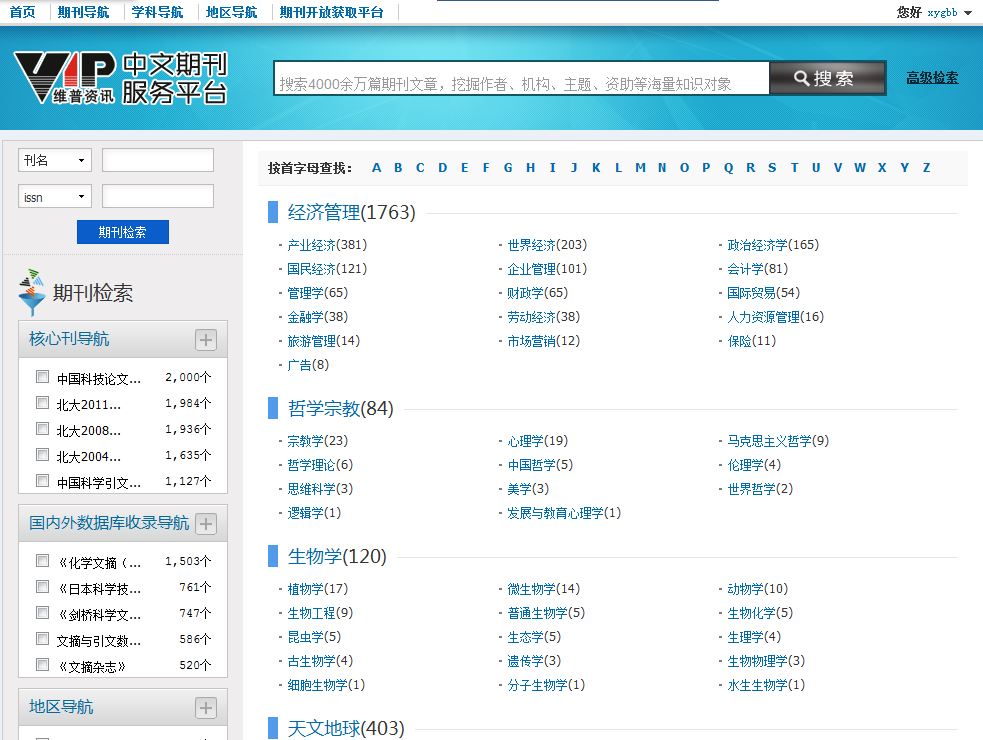 首页 期刊导航 学科导航 地区导航 期刊开放获取平台 您好 xygbb
VIP 维普资讯 中文期刊服务平台
搜索4000余万篇期刊文章，挖掘作者、机构、主题、资助等海量知识对象 搜索 高级检索
刊名
issn
期刊检索
期刊检索
核心刊导航
中国科技论文... 2,000个
北大2011... 1,984个
北大2008... 1,936个
北大2004... 1,635个
中国科学引文... 1,127个
国内外数据库收录导航
《化学文摘（... 1,503个
《日本科学技... 761个
《剑桥科学文... 747个
文摘与引文数... 586个
《文摘杂志》 520个
地区导航
按首字母查找： A B C D E F G H I J K L M N O P Q R S T U V W X Y Z
经济管理(1763)
- 产业经济(381) - 世界经济(203) - 政治经济学(165)
- 国民经济(121) - 企业管理(101) - 会计学(81)
- 管理学(65) - 财政学(65) - 国际贸易(54)
- 金融学(38) - 劳动经济(38) - 人力资源管理(16)
- 旅游管理(14) - 市场营销(12) - 保险(11)
- 广告(8)
哲学宗教(84)
- 宗教学(23) - 心理学(19) - 马克思主义哲学(9)
- 哲学理论(6) - 中国哲学(5) - 伦理学(4)
- 思维科学(3) - 美学(3) - 世界哲学(2)
- 逻辑学(1) - 发展与教育心理学(1)
生物学(120)
- 植物学(17) - 微生物学(14) - 动物学(10)
- 生物工程(9) - 普通生物学(5) - 生物化学(5)
- 昆虫学(5) - 生态学(5) - 生理学(4)
- 古生物学(4) - 遗传学(3) - 生物物理学(3)
- 细胞生物学(1) - 分子生物学(1) - 水生生物学(1)
天文地球(403)